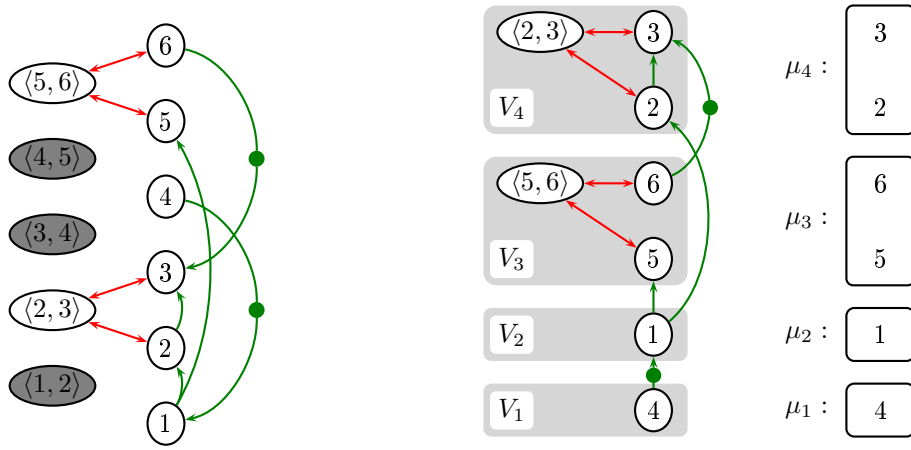 6
⟨5, 6⟩
5
⟨4, 5⟩
4
⟨3, 4⟩
3
⟨2, 3⟩
2
⟨1, 2⟩
1
⟨2, 3⟩ 3
V₄ 2
⟨5, 6⟩ 6
V₃ 5
V₂ 1
V₁ 4
3
μ₄ :
2
6
μ₃ :
5
μ₂ : 1
μ₁ : 4